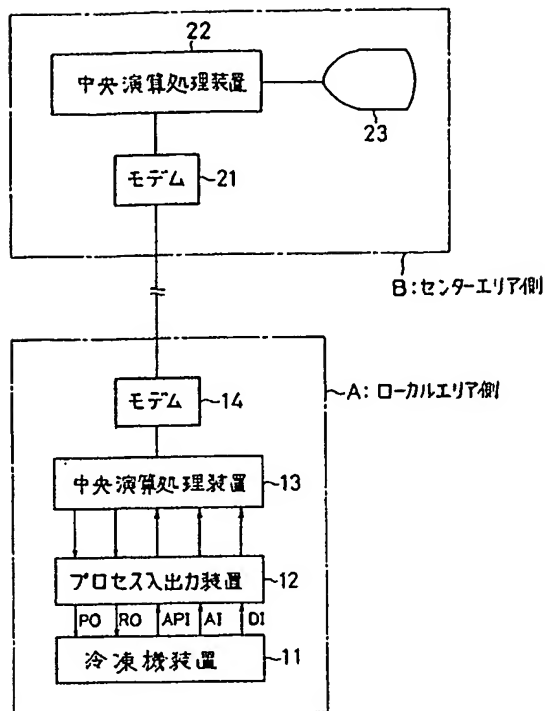 22
中央演算処理装置
23
モデム
21
B:センターエリア側
モデム
14
A:ローカルエリア側
中央演算処理装置
13
プロセス入出力装置
12
PO RO API AI DI
冷凍機装置
11